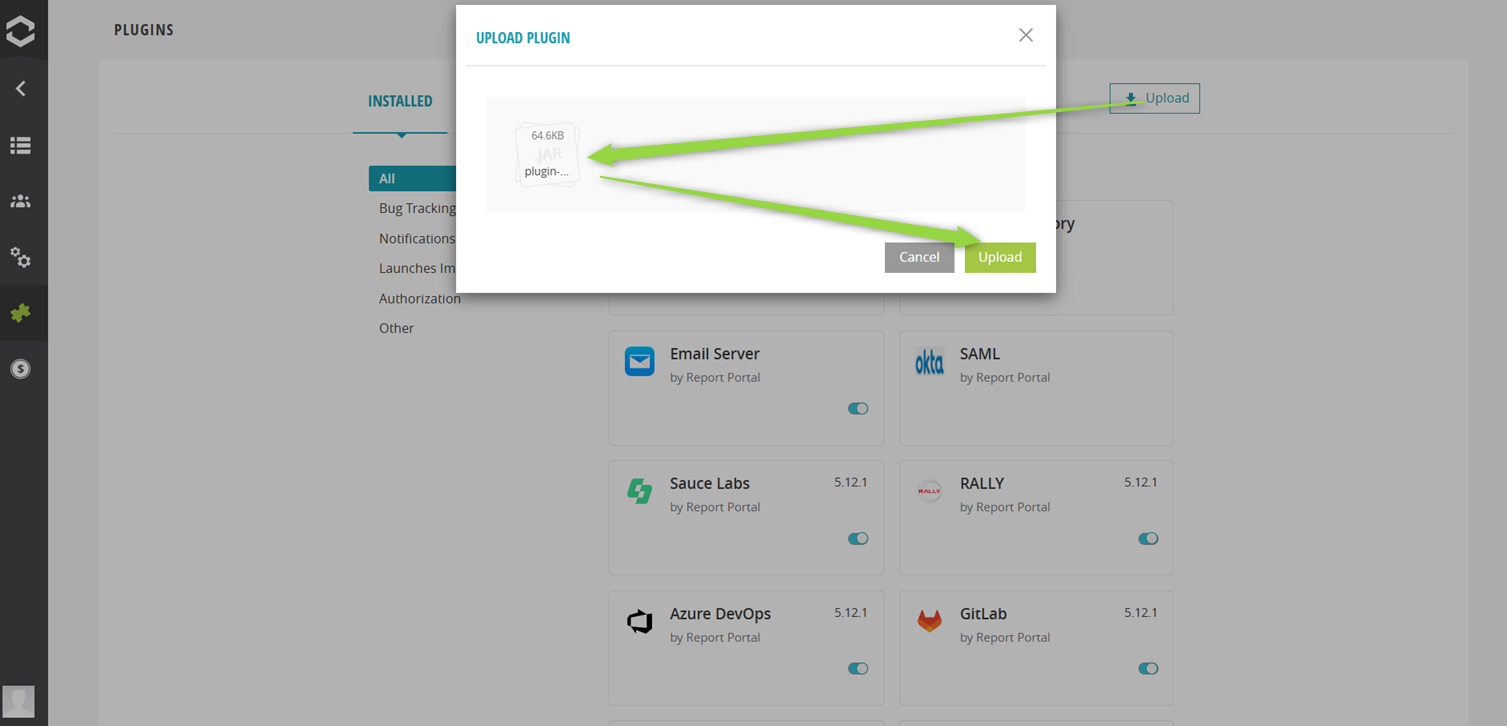 PLUGINS
UPLOAD PLUGIN
INSTALLED
Upload
64.6KB
.JAR
plugin-...
All
Bug Tracking
Notifications
Launches Im
Authorization
Other
Cancel
Upload
ory
Email Server
by Report Portal
okta
SAML
by Report Portal
Sauce Labs
5.12.1
by Report Portal
RALLY
RALLY
5.12.1
by Report Portal
Azure DevOps
5.12.1
by Report Portal
GitLab
5.12.1
by Report Portal
$